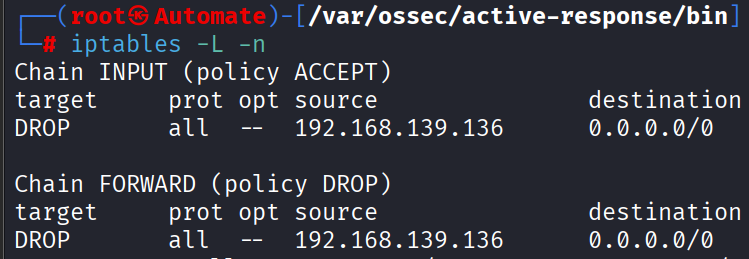 ┌──(root㉿Automate)-[/var/ossec/active-response/bin]
└─# iptables -L -n
Chain INPUT (policy ACCEPT)
target     prot opt source               destination
DROP       all  --  192.168.139.136      0.0.0.0/0

Chain FORWARD (policy DROP)
target     prot opt source               destination
DROP       all  --  192.168.139.136      0.0.0.0/0